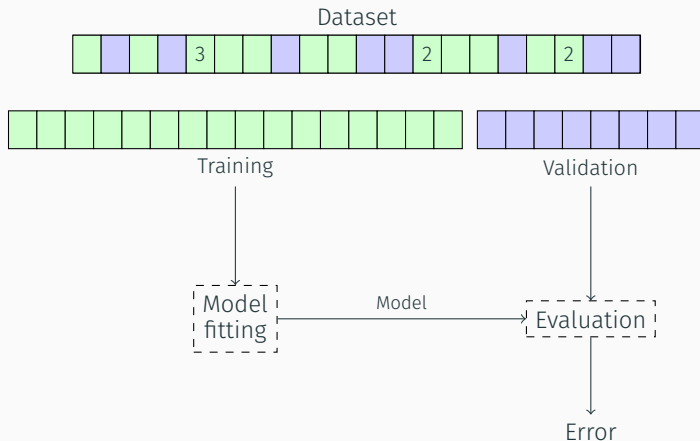 Dataset
3 2 2
Training
Validation
Model
fitting
Model
Evaluation
Error